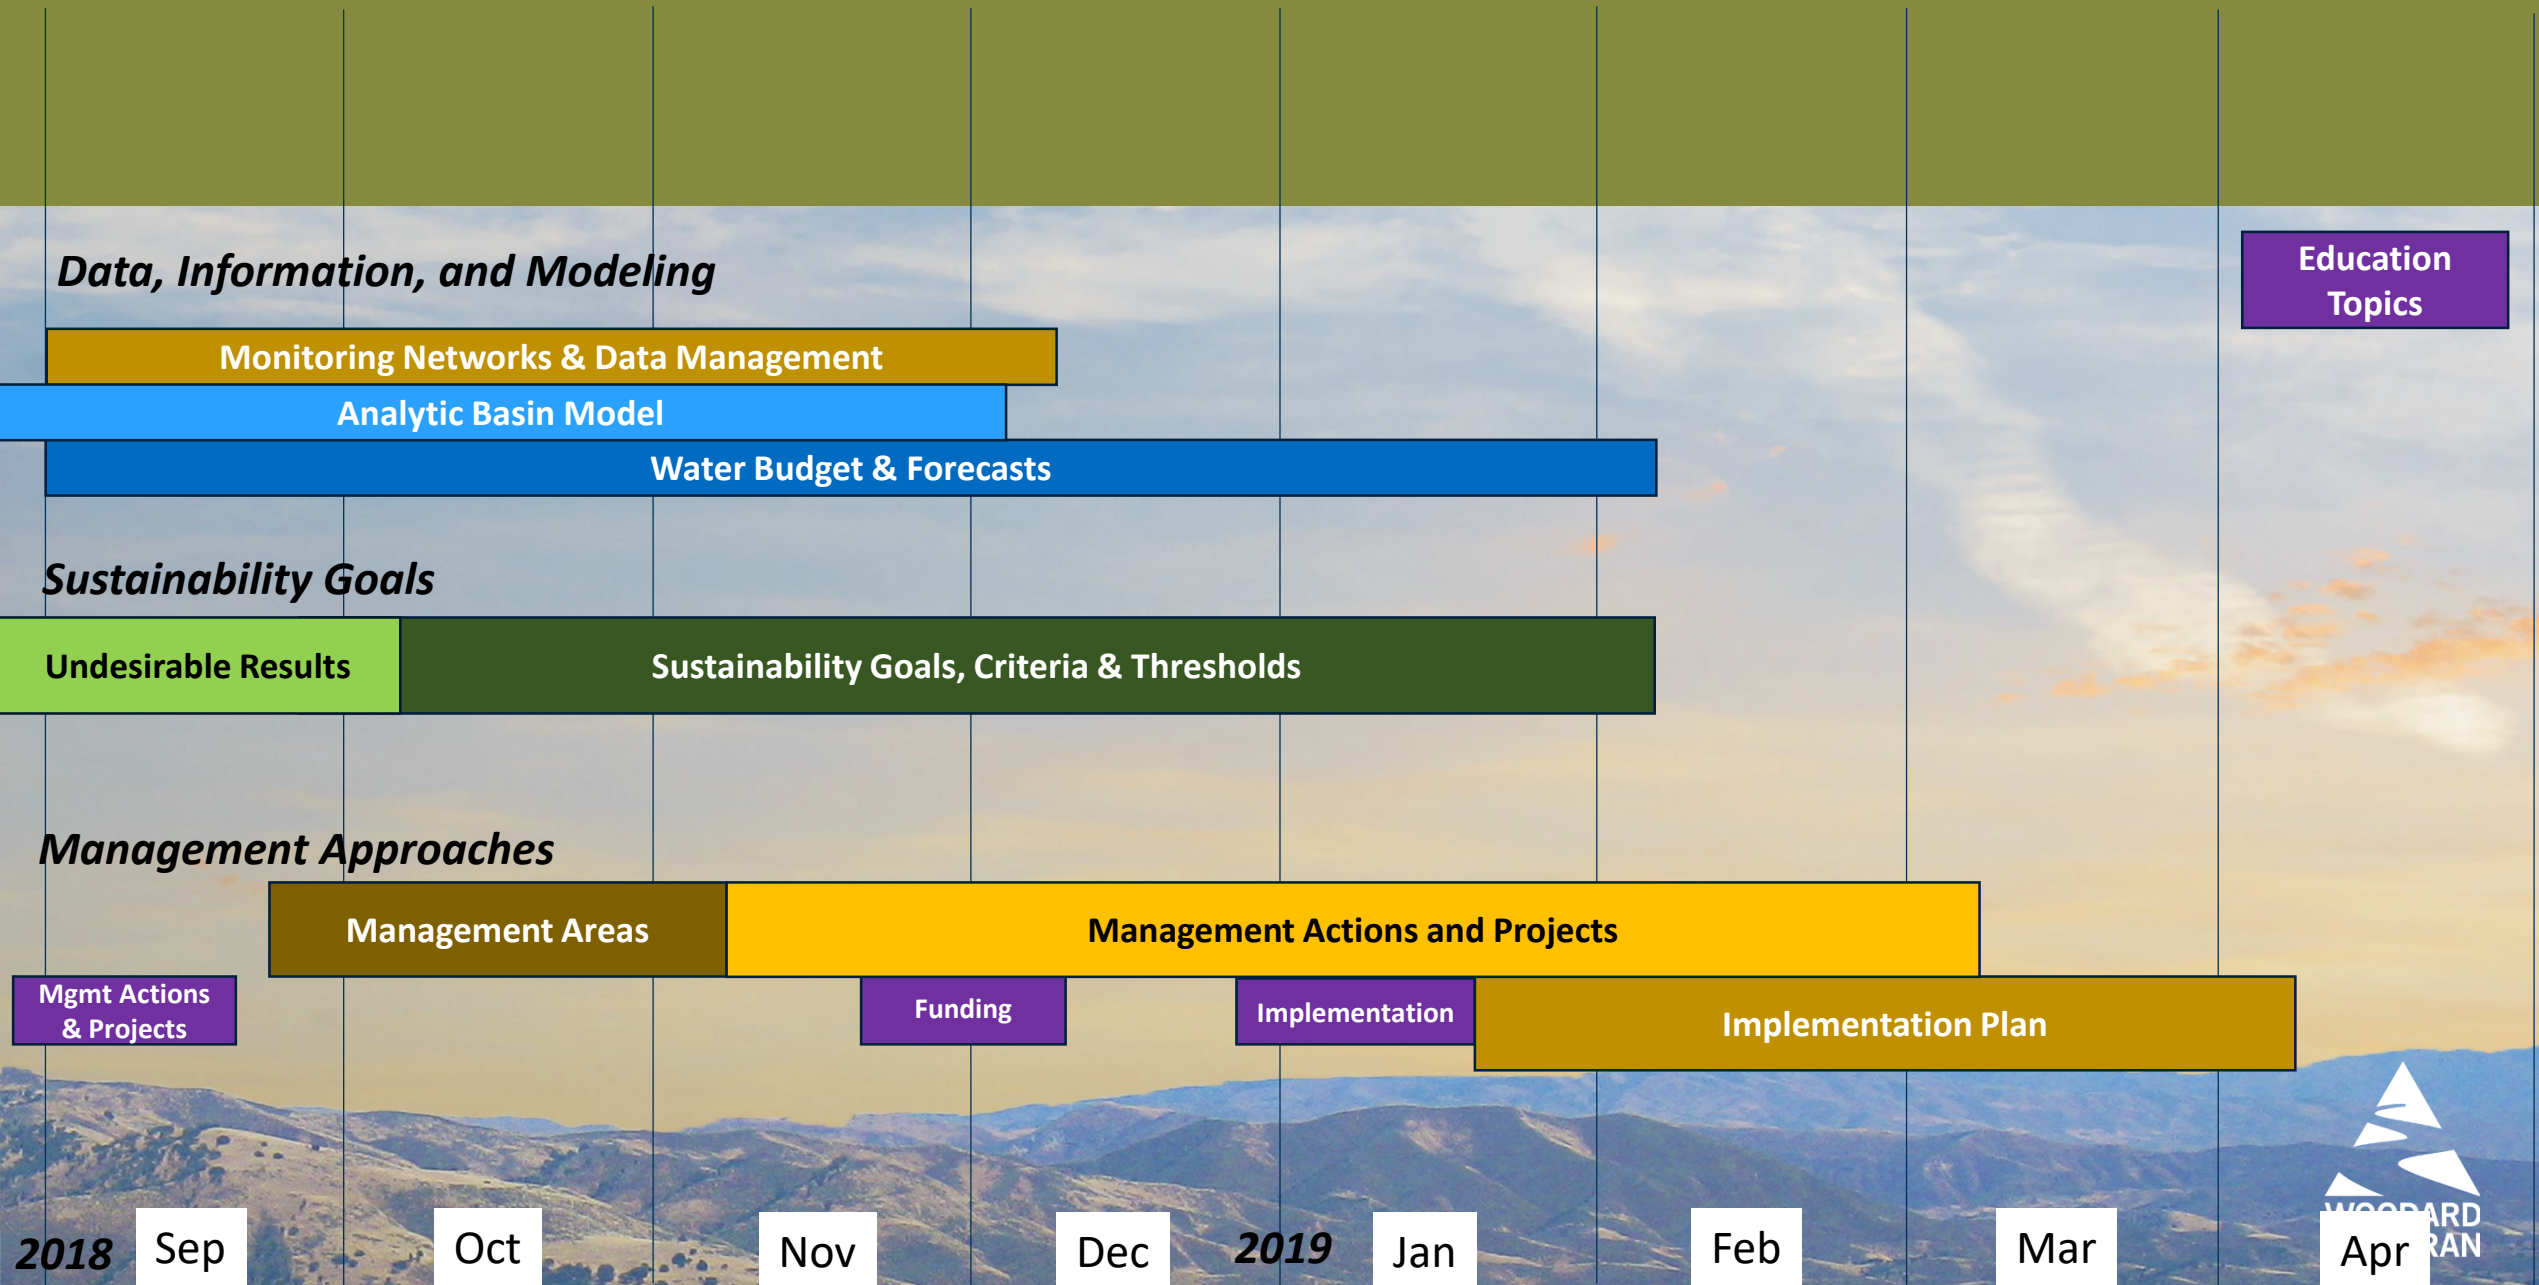 Data, Information, and Modeling
Education
Topics
Monitoring Networks & Data Management
Analytic Basin Model
Water Budget & Forecasts
Sustainability Goals
Undesirable Results
Sustainability Goals, Criteria & Thresholds
Management Approaches
Management Areas
Management Actions and Projects
Mgmt Actions
& Projects
Funding
Implementation
Implementation Plan
2018
Sep
Oct
Nov
Dec
2019
Jan
Feb
Mar
Apr
WOODARD